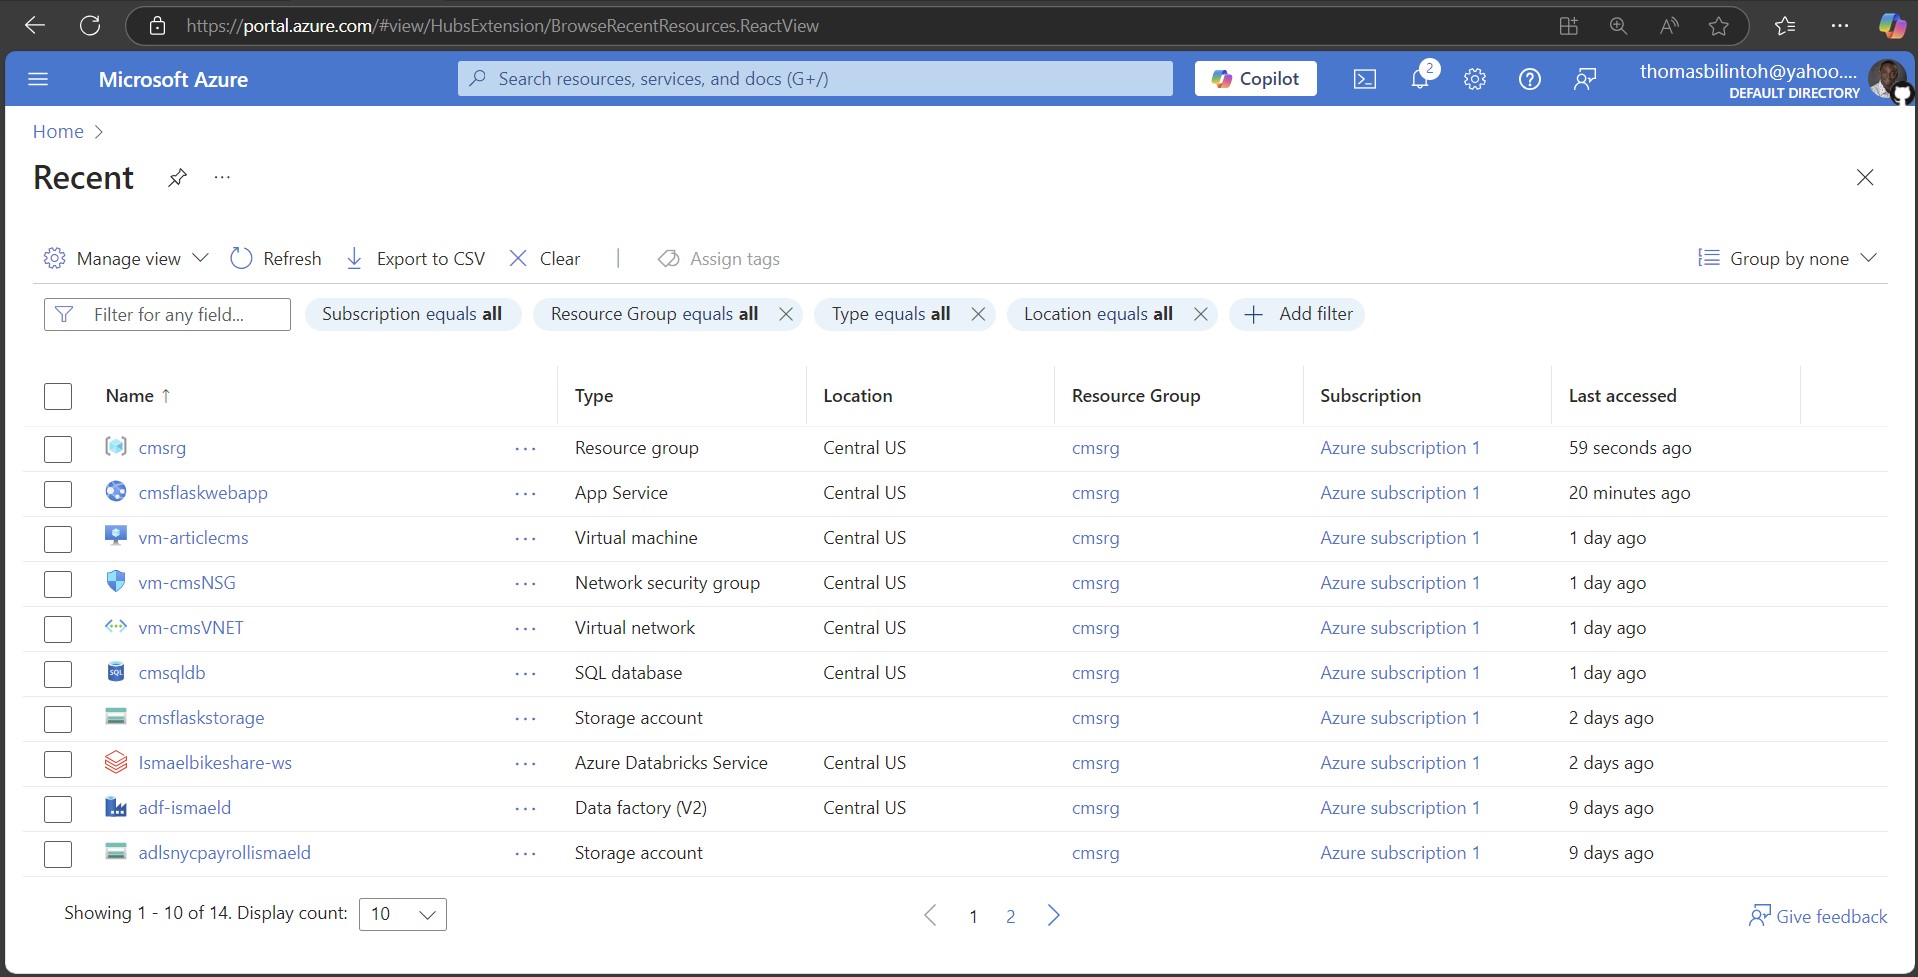 https://portal.azure.com/#view/HubsExtension/BrowseRecentResources.ReactView
Microsoft Azure
Search resources, services, and docs (G+/)
Copilot
2
thomasbilintoh@yahoo....
DEFAULT DIRECTORY
Home
Recent
Manage view
Refresh
Export to CSV
Clear
Assign tags
Group by none
Filter for any field...
Subscription equals all
Resource Group equals all
Type equals all
Location equals all
Add filter
Name ↑ Type Location Resource Group Subscription Last accessed
cmsrg ... Resource group Central US cmsrg Azure subscription 1 59 seconds ago
cmsflaskwebapp ... App Service Central US cmsrg Azure subscription 1 20 minutes ago
vm-articlecms ... Virtual machine Central US cmsrg Azure subscription 1 1 day ago
vm-cmsNSG ... Network security group Central US cmsrg Azure subscription 1 1 day ago
vm-cmsVNET ... Virtual network Central US cmsrg Azure subscription 1 1 day ago
SQL cmsqldb ... SQL database Central US cmsrg Azure subscription 1 1 day ago
cmsflaskstorage ... Storage account cmsrg Azure subscription 1 2 days ago
Ismaelbikeshare-ws ... Azure Databricks Service Central US cmsrg Azure subscription 1 2 days ago
adf-ismaeld ... Data factory (V2) Central US cmsrg Azure subscription 1 9 days ago
adlsnycpayrollismaeld ... Storage account cmsrg Azure subscription 1 9 days ago
Showing 1 - 10 of 14. Display count: 10
1 2
Give feedback